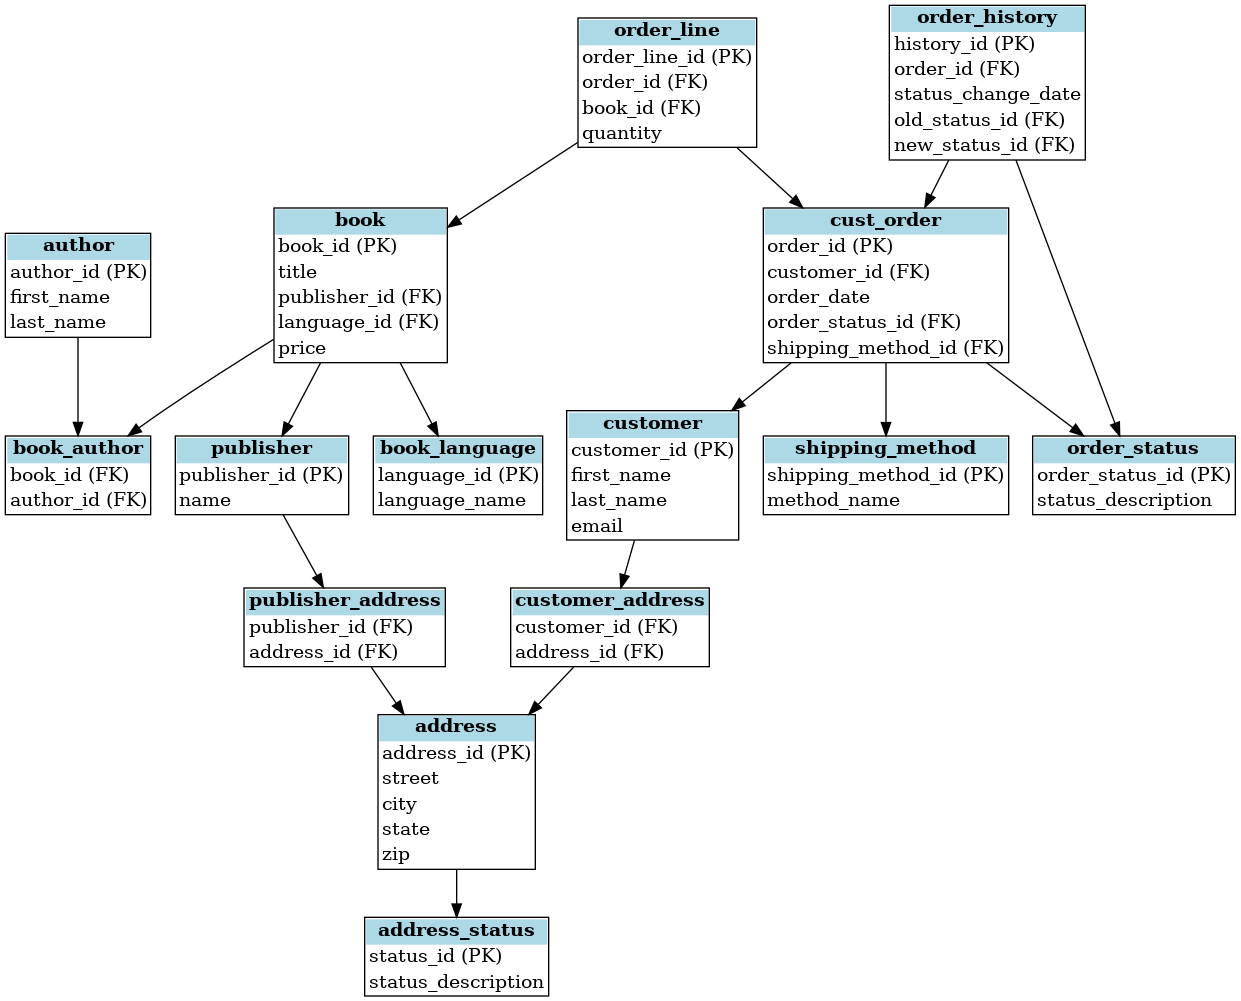 order_line
order_line_id (PK)
order_id (FK)
book_id (FK)
quantity
order_history
history_id (PK)
order_id (FK)
status_change_date
old_status_id (FK)
new_status_id (FK)
author
author_id (PK)
first_name
last_name
book
book_id (PK)
title
publisher_id (FK)
language_id (FK)
price
cust_order
order_id (PK)
customer_id (FK)
order_date
order_status_id (FK)
shipping_method_id (FK)
book_author
book_id (FK)
author_id (FK)
publisher
publisher_id (PK)
name
book_language
language_id (PK)
language_name
customer
customer_id (PK)
first_name
last_name
email
shipping_method
shipping_method_id (PK)
method_name
order_status
order_status_id (PK)
status_description
publisher_address
publisher_id (FK)
address_id (FK)
customer_address
customer_id (FK)
address_id (FK)
address
address_id (PK)
street
city
state
zip
address_status
status_id (PK)
status_description